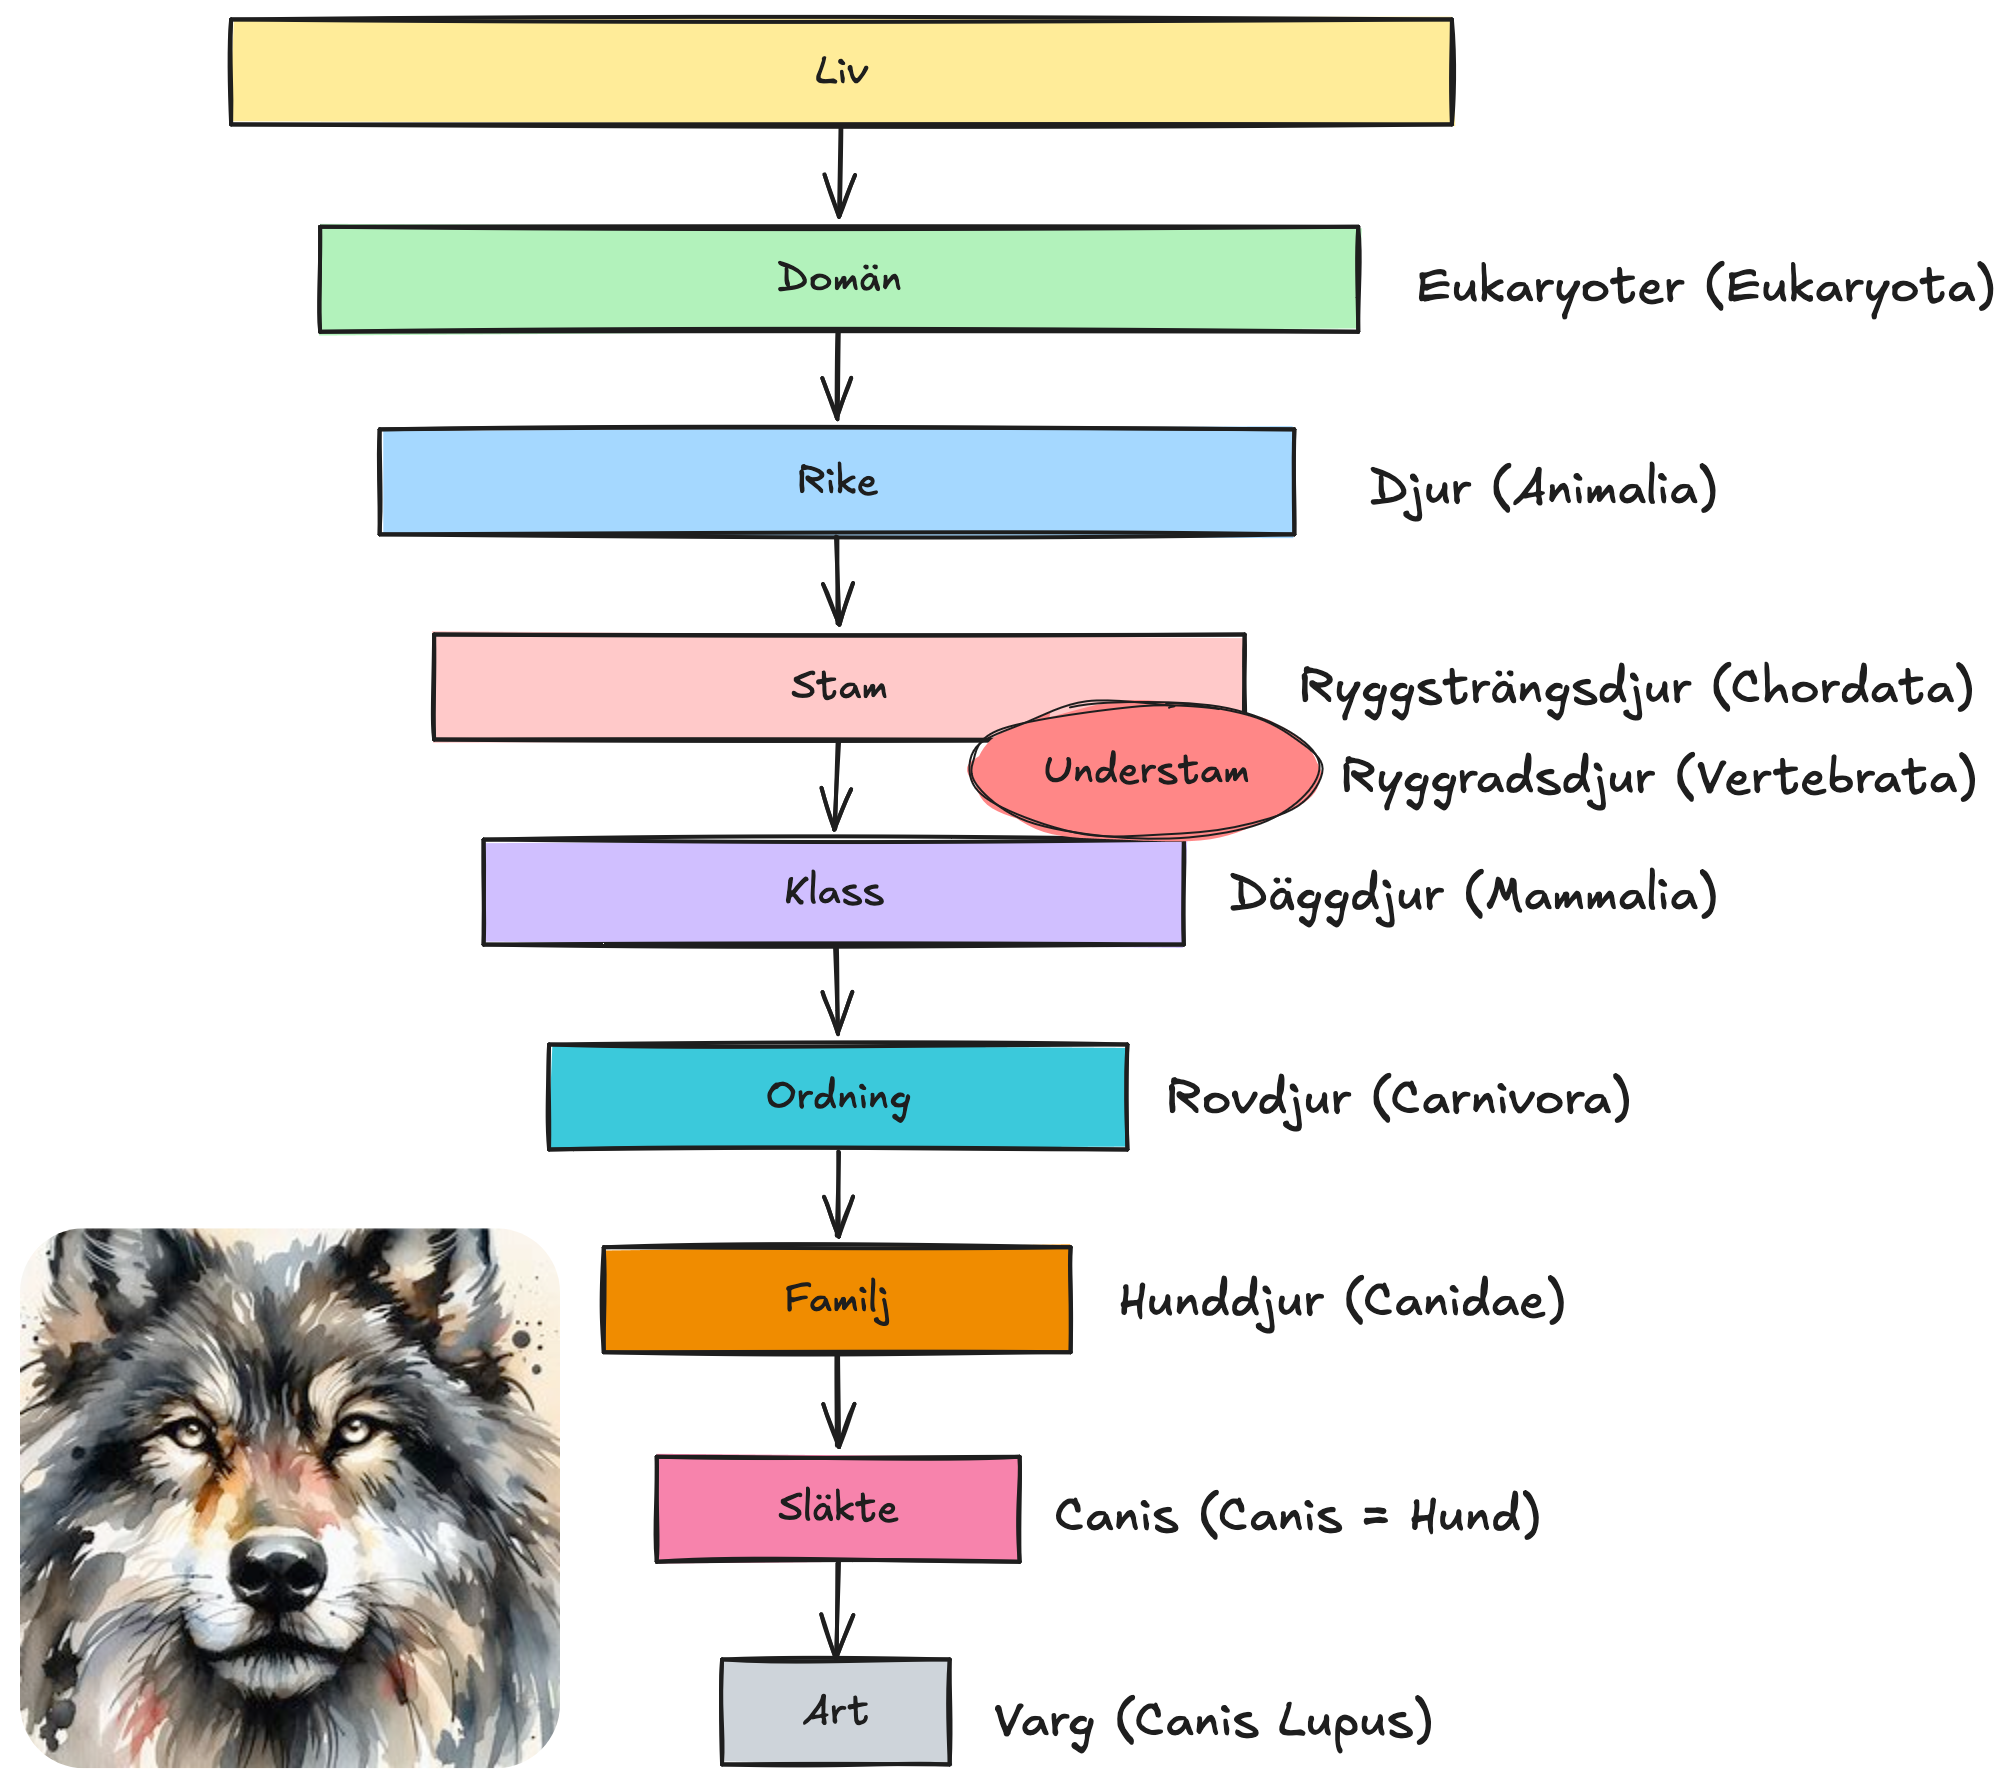 Liv
Domän
Eukaryoter (Eukaryota)
Rike
Djur (Animalia)
Stam
Ryggsträngsdjur (Chordata)
Understam
Ryggradsdjur (Vertebrata)
Klass
Däggdjur (Mammalia)
Ordning
Rovdjur (Carnivora)
Familj
Hunddjur (Canidae)
Släkte
Canis (Canis = Hund)
Art
Varg (Canis Lupus)